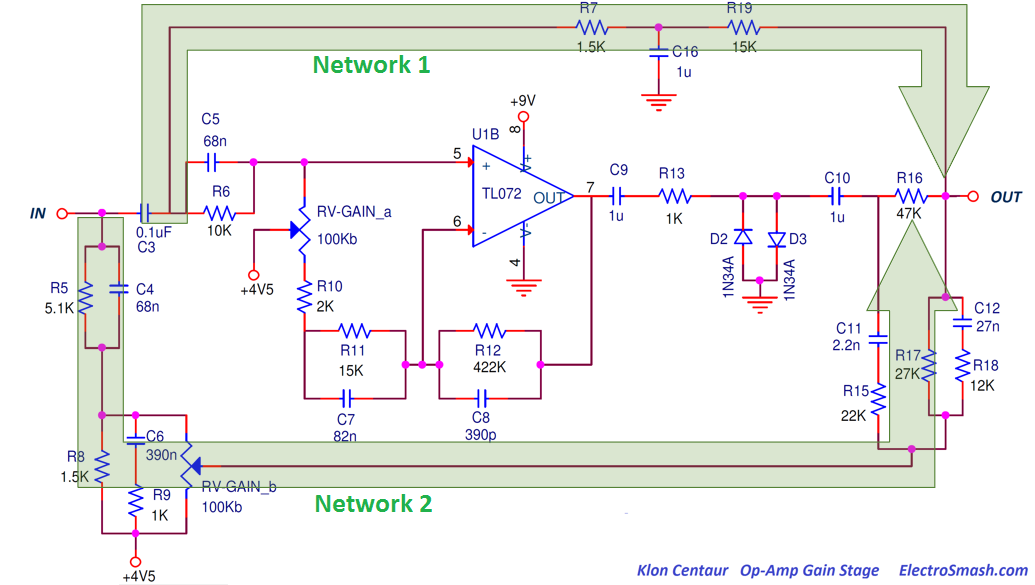 R7
R19
1.5K
C16
15K
1u
Network 1
+9V
8
C5
68n
U1B
5
+
V+
TL072
OUT
7
6
-
V-
4
C9
1u
R13
1K
C10
1u
R16
47K
OUT
IN
0.1uF
C3
R6
10K
RV-GAIN_a
100Kb
+4V5
D2
D3
1N34A
1N34A
R5
5.1K
C4
68n
R10
2K
R11
15K
R12
422K
C7
82n
C8
390p
C11
2.2n
C12
27n
R17
27K
R18
12K
R15
22K
R8
1.5K
C6
390n
R9
1K
RV-GAIN_b
100Kb
Network 2
+4V5
Klon Centaur Op-Amp Gain Stage ElectroSmash.com